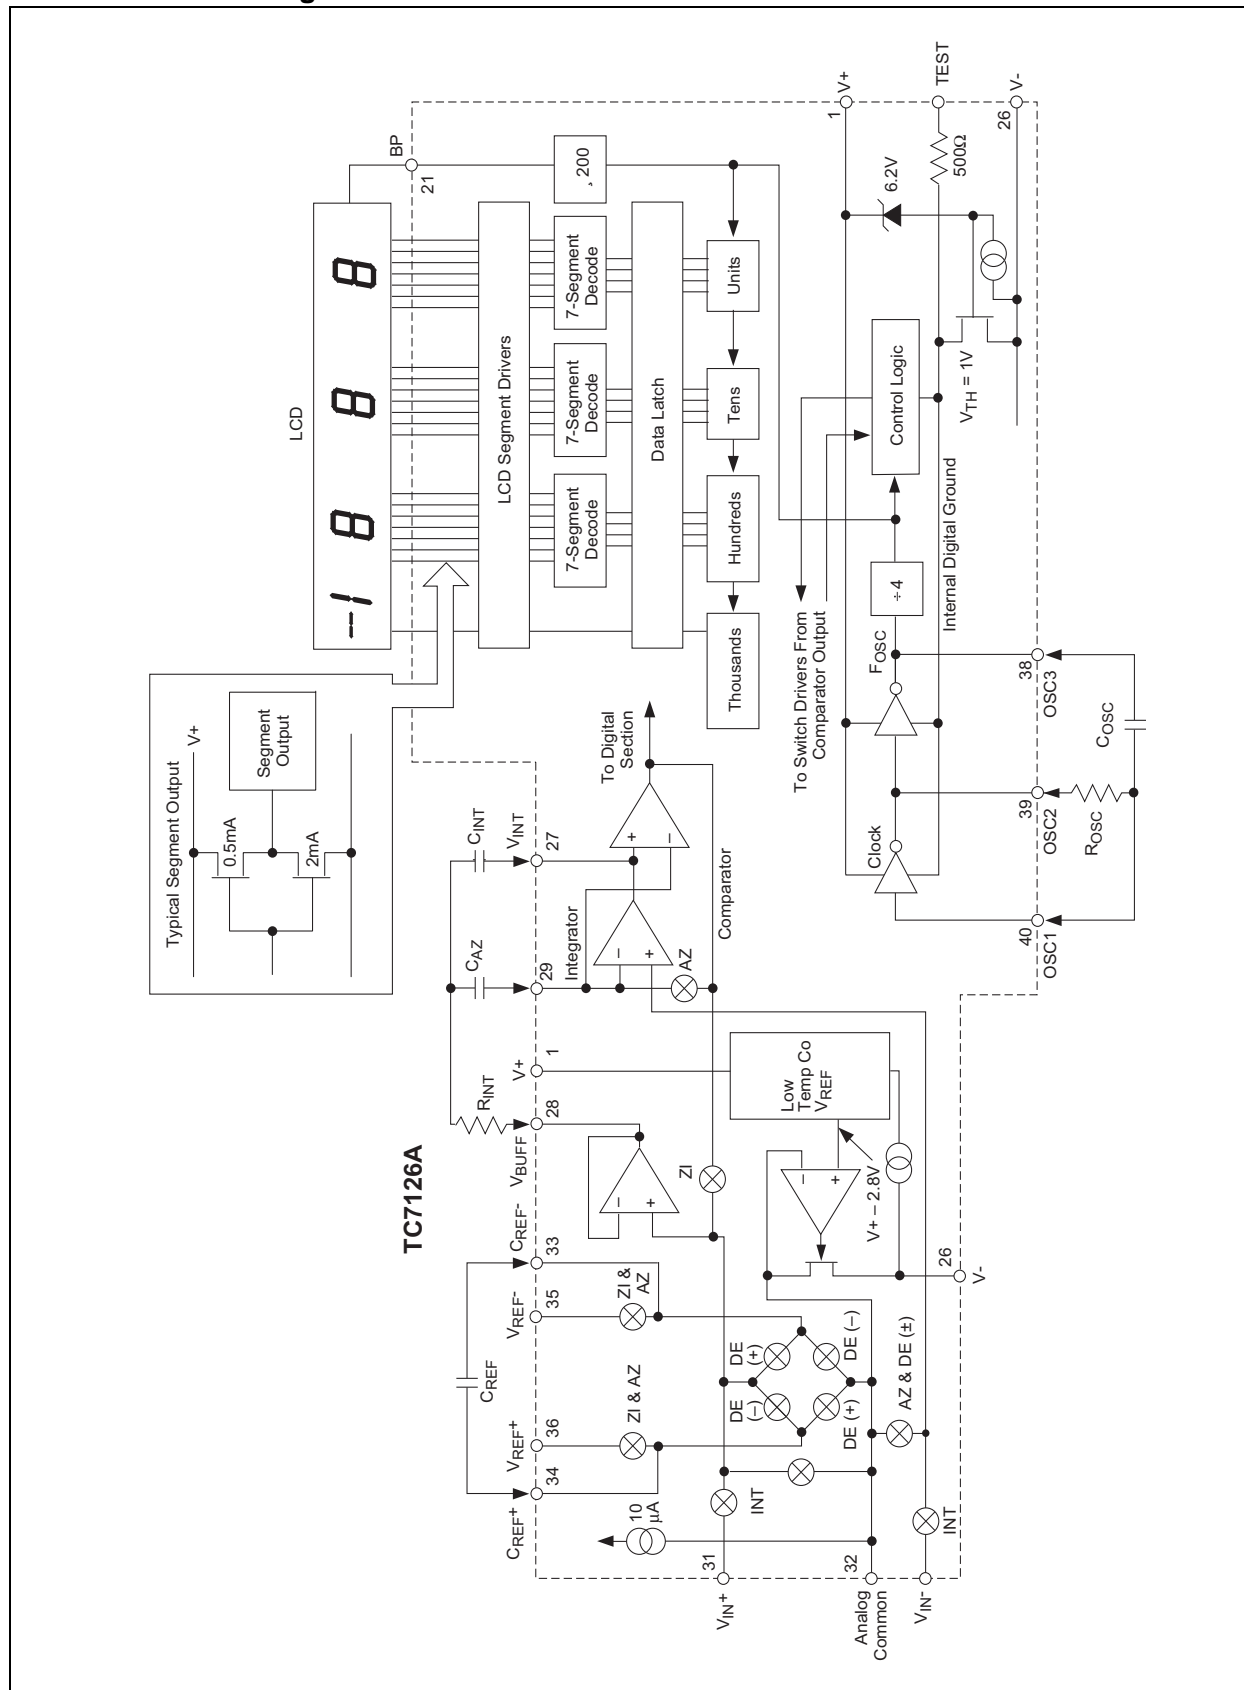 TC7126A
Typical Segment Output
V+
0.5mA
2mA
Segment
Output
LCD
-1 8 8 8
BP
21
LCD Segment Drivers
7-Segment
Decode
7-Segment
Decode
7-Segment
Decode
¸ 200
Data Latch
Thousands
Hundreds
Tens
Units
CREF
RINT
CAZ
CINT
CREF+
34
VREF+
36
VREF-
35
CREF-
33
VBUFF
28
V+
1
29
VINT
27
Integrator
To Digital
Section
Comparator
AZ
ZI
ZI & AZ
ZI &
AZ
10
µA
31
VIN+
INT
DE
(–)
DE
(+)
DE (+)
DE (–)
32
Analog
Common
AZ & DE (±)
VIN-
INT
Low
Temp Co
VREF
V+ – 2.8V
26
V-
To Switch Drivers From
Comparator Output
Clock
FOSC
÷4
Control Logic
Internal Digital Ground
6.2V
500Ω
VTH = 1V
1
V+
TEST
26
V-
40
OSC1
39
OSC2
38
OSC3
ROSC
COSC
+
–
–
+
–
+
–
+